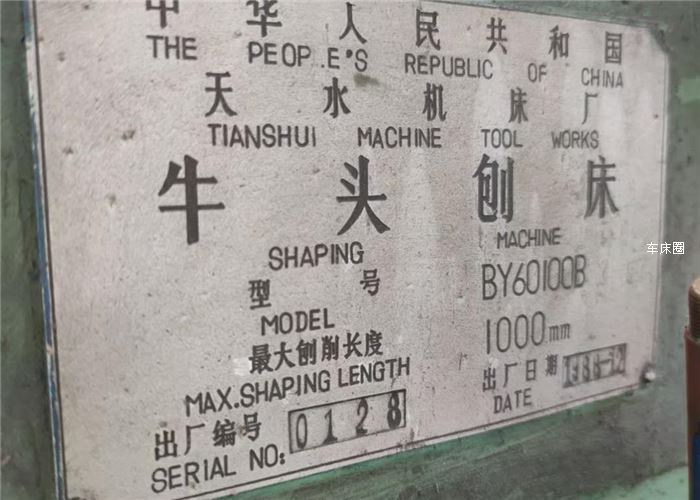 中华人民共和国
THE PEOP.E'S REPUBLIC OF CHINA
天水机床厂
TIANSHUI MACHINE TOOL WORKS
牛头刨床
SHAPING MACHINE
型号 BY60100B
MODEL
最大刨削长度 1000mm
MAX.SHAPING LENGTH
出厂编号 0128 出厂日期 1988-12
SERIAL NO: DATE
车床圈